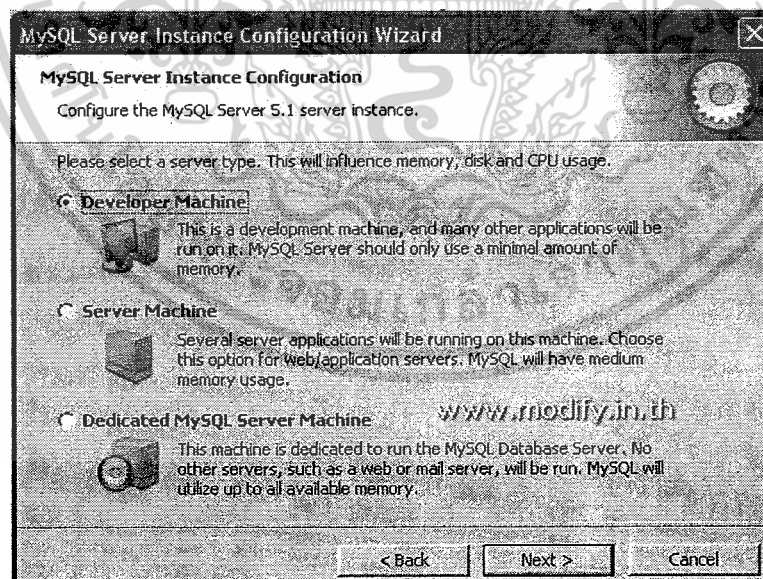 MySQL Server Instance Configuration Wizard
MySQL Server Instance Configuration
Configure the MySQL Server 5.1 server instance.
Please select a server type. This will influence memory, disk and CPU usage.
Developer Machine
This is a development machine, and many other applications will be
run on it. MySQL Server should only use a minimal amount of
memory.
Server Machine
Several server applications will be running on this machine. Choose
this option for web/application servers. MySQL will have medium
memory usage.
www.modify.in.th
Dedicated MySQL Server Machine
This machine is dedicated to run the MySQL Database Server. No
other servers, such as a web or mail server, will be run. MySQL will
utilize up to all available memory.
< Back
Next >
Cancel